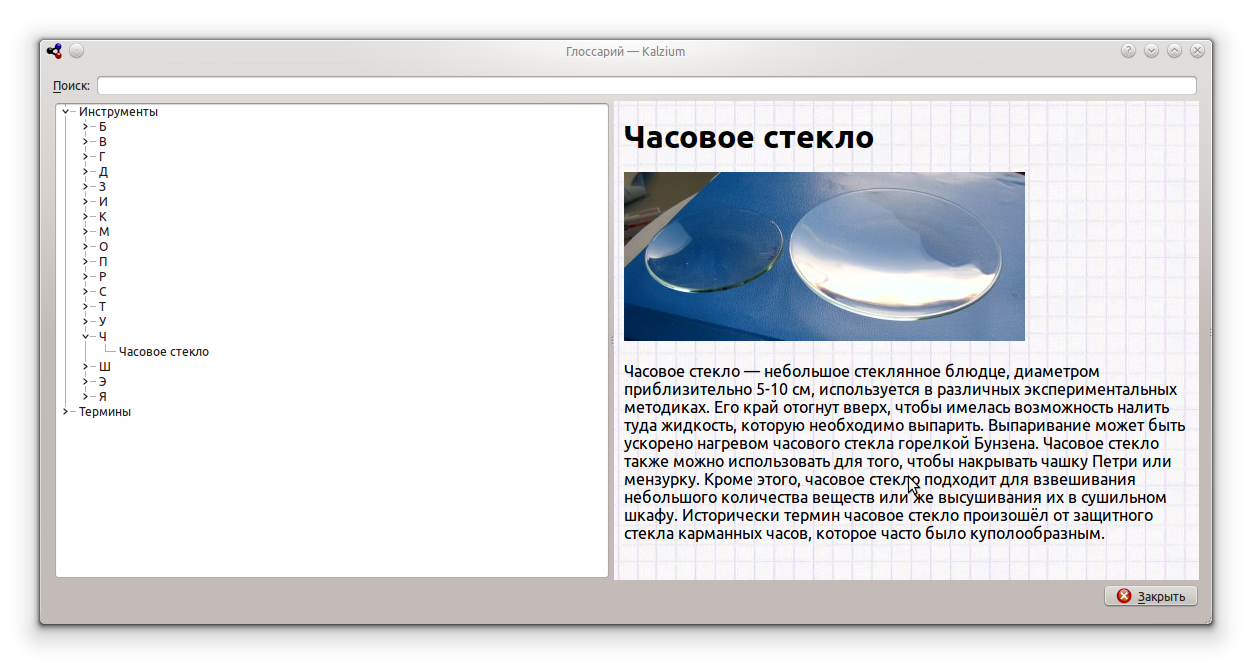 Глоссарий — Kalzium
Поиск:
Инструменты
Б
В
Г
Д
З
И
К
М
О
П
Р
С
Т
У
Ч
Часовое стекло
Ш
Э
Я
Термины
Часовое стекло
Часовое стекло — небольшое стеклянное блюдце, диаметром
приблизительно 5-10 см, используется в различных экспериментальных
методиках. Его край отогнут вверх, чтобы имелась возможность налить
туда жидкость, которую необходимо выпарить. Выпаривание может быть
ускорено нагревом часового стекла горелкой Бунзена. Часовое стекло
также можно использовать для того, чтобы накрывать чашку Петри или
мензурку. Кроме этого, часовое стекло подходит для взвешивания
небольшого количества веществ или же высушивания их в сушильном
шкафу. Исторически термин часовое стекло произошёл от защитного
стекла карманных часов, которое часто было куполообразным.
Закрыть